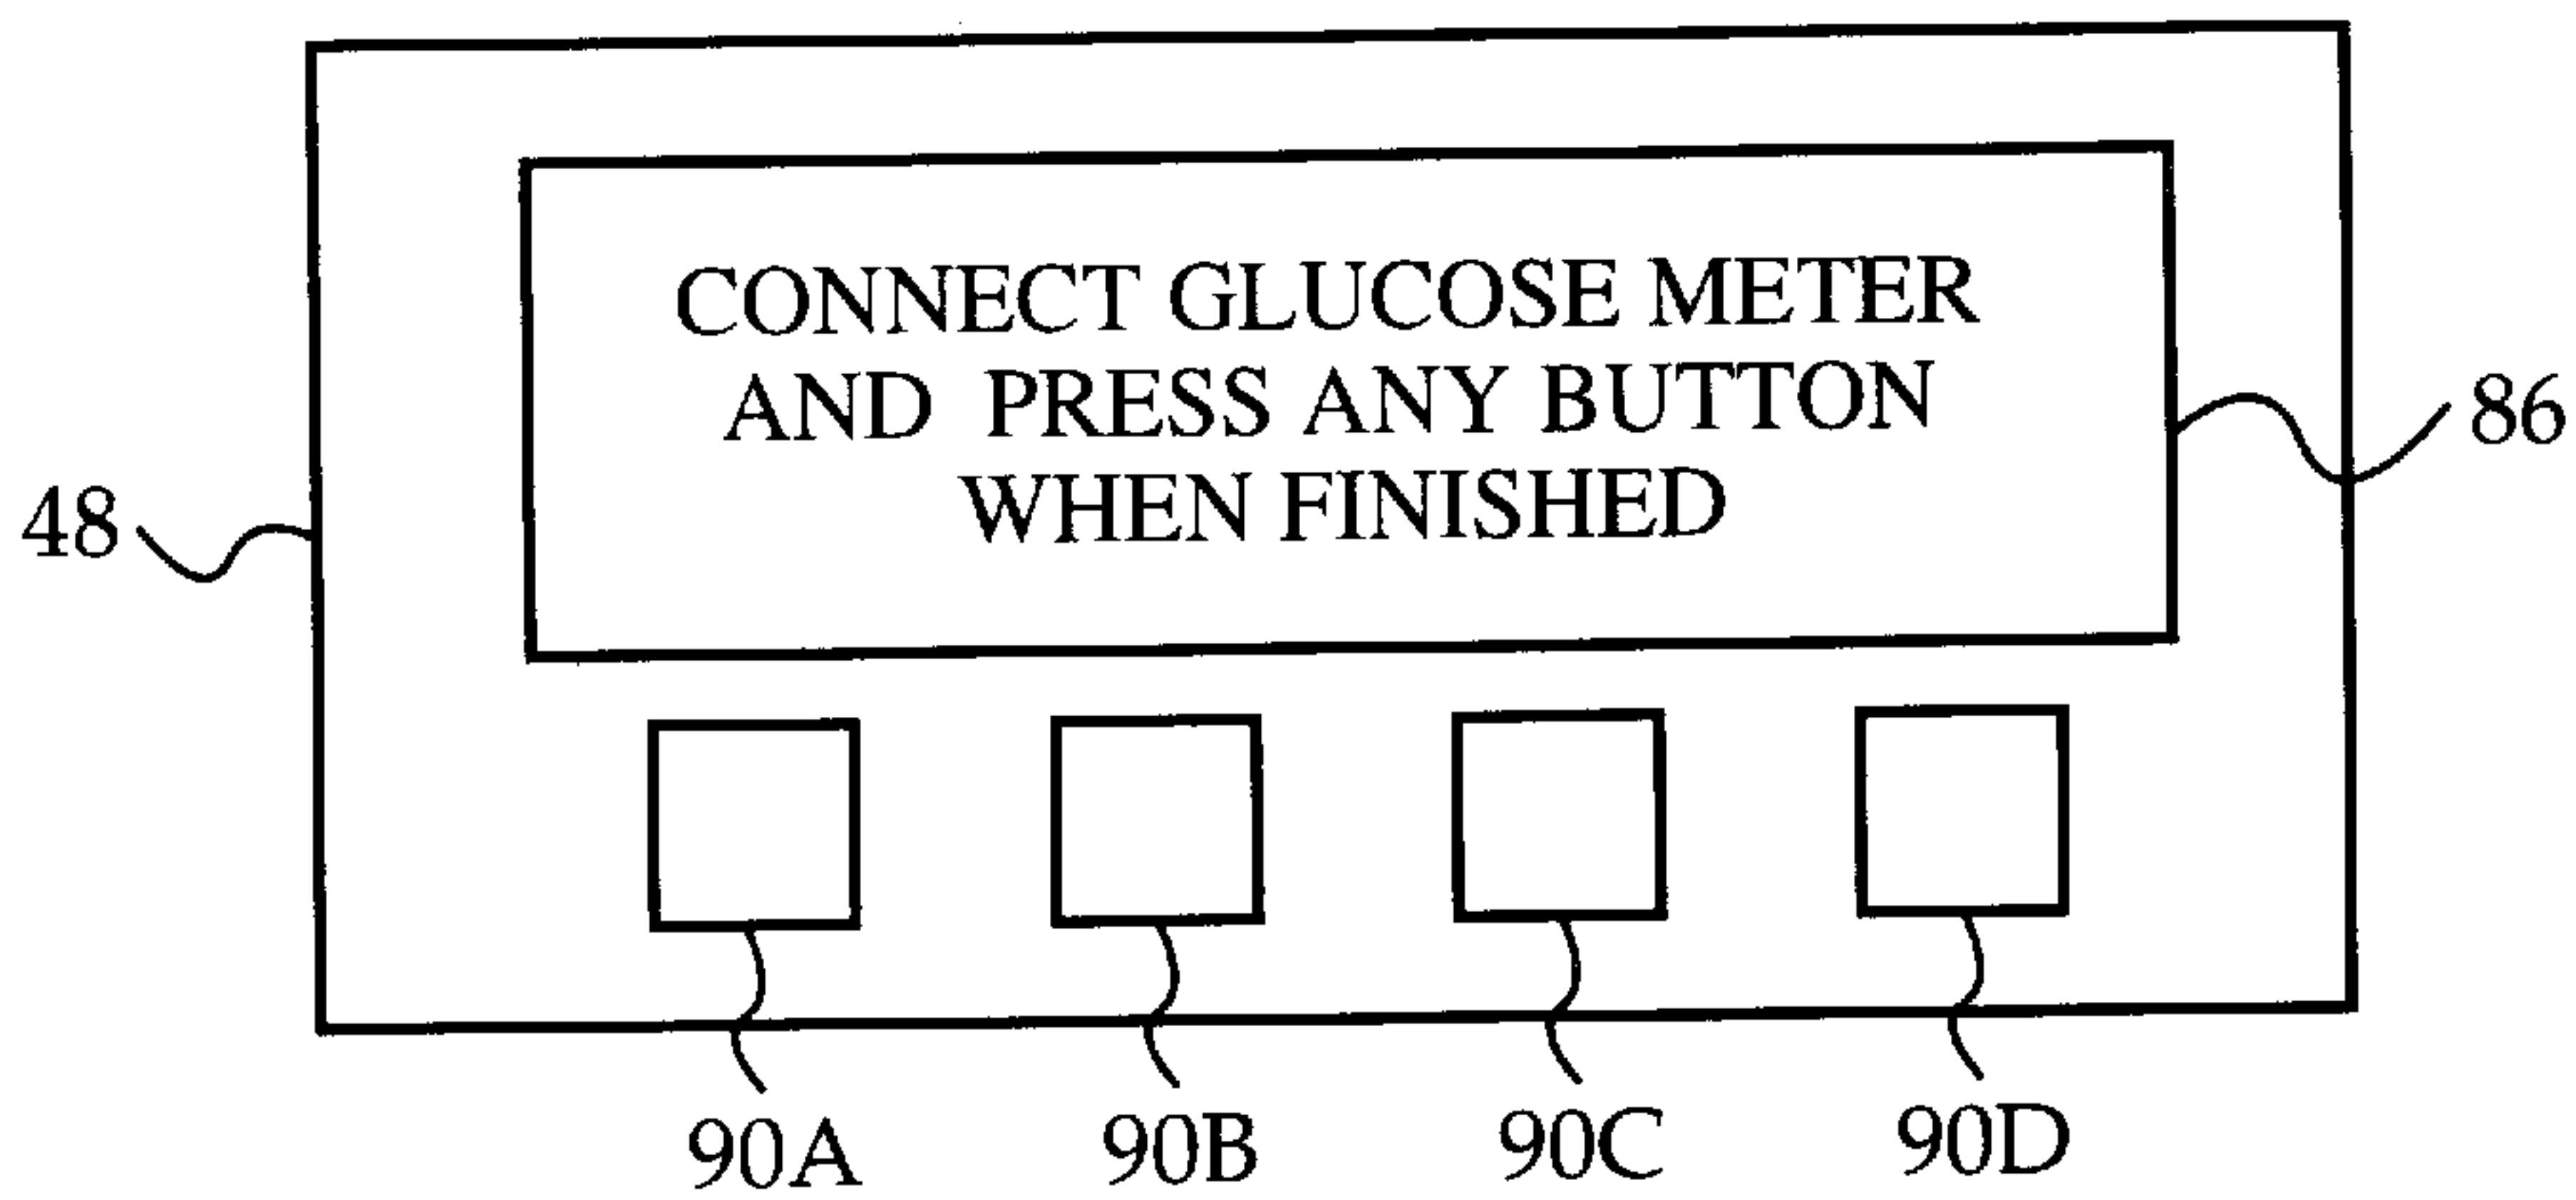 CONNECT GLUCOSE METER
AND PRESS ANY BUTTON
WHEN FINISHED
86
48
90A 90B 90C 90D